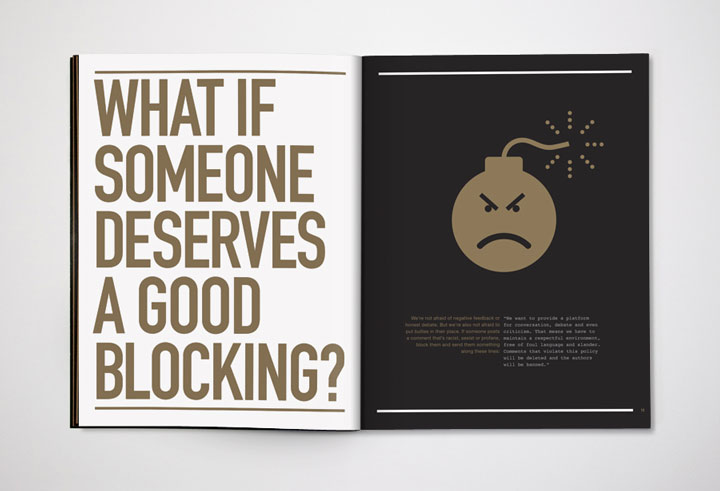 WHAT IF
SOMEONE
DESERVES
A GOOD
BLOCKING?
We're not afraid of negative feedback or
honest debate. But we're also not afraid to
put bullies in their place. If someone posts
a comment that's racist, sexist or profane,
block them and send them something
along these lines:
"We want to provide a platform
for conversation, debate and even
criticism. That means we have to
maintain a respectful environment,
free of foul language and slander.
Comments that violate this policy
will be deleted and the authors
will be banned."